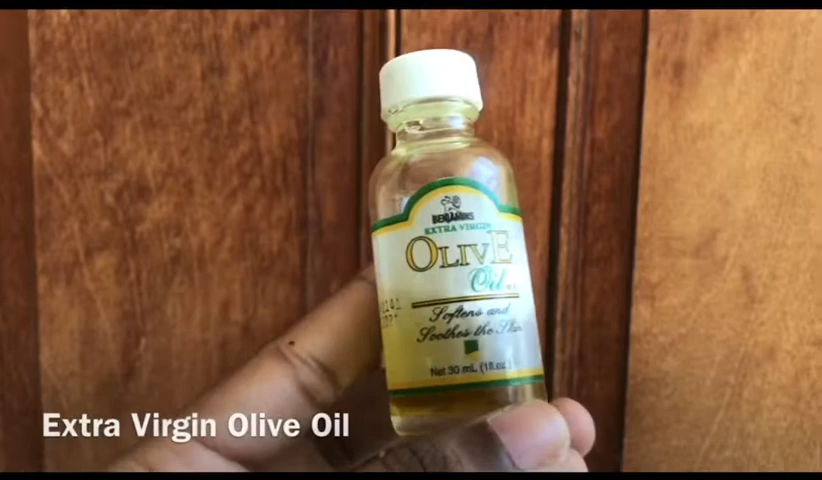 BENJAMINS
EXTRA VIRGIN
OLIVE
Oil
Softens and
Soothes the Skin
Net 30 mL (1fl.oz.)
Extra Virgin Olive Oil